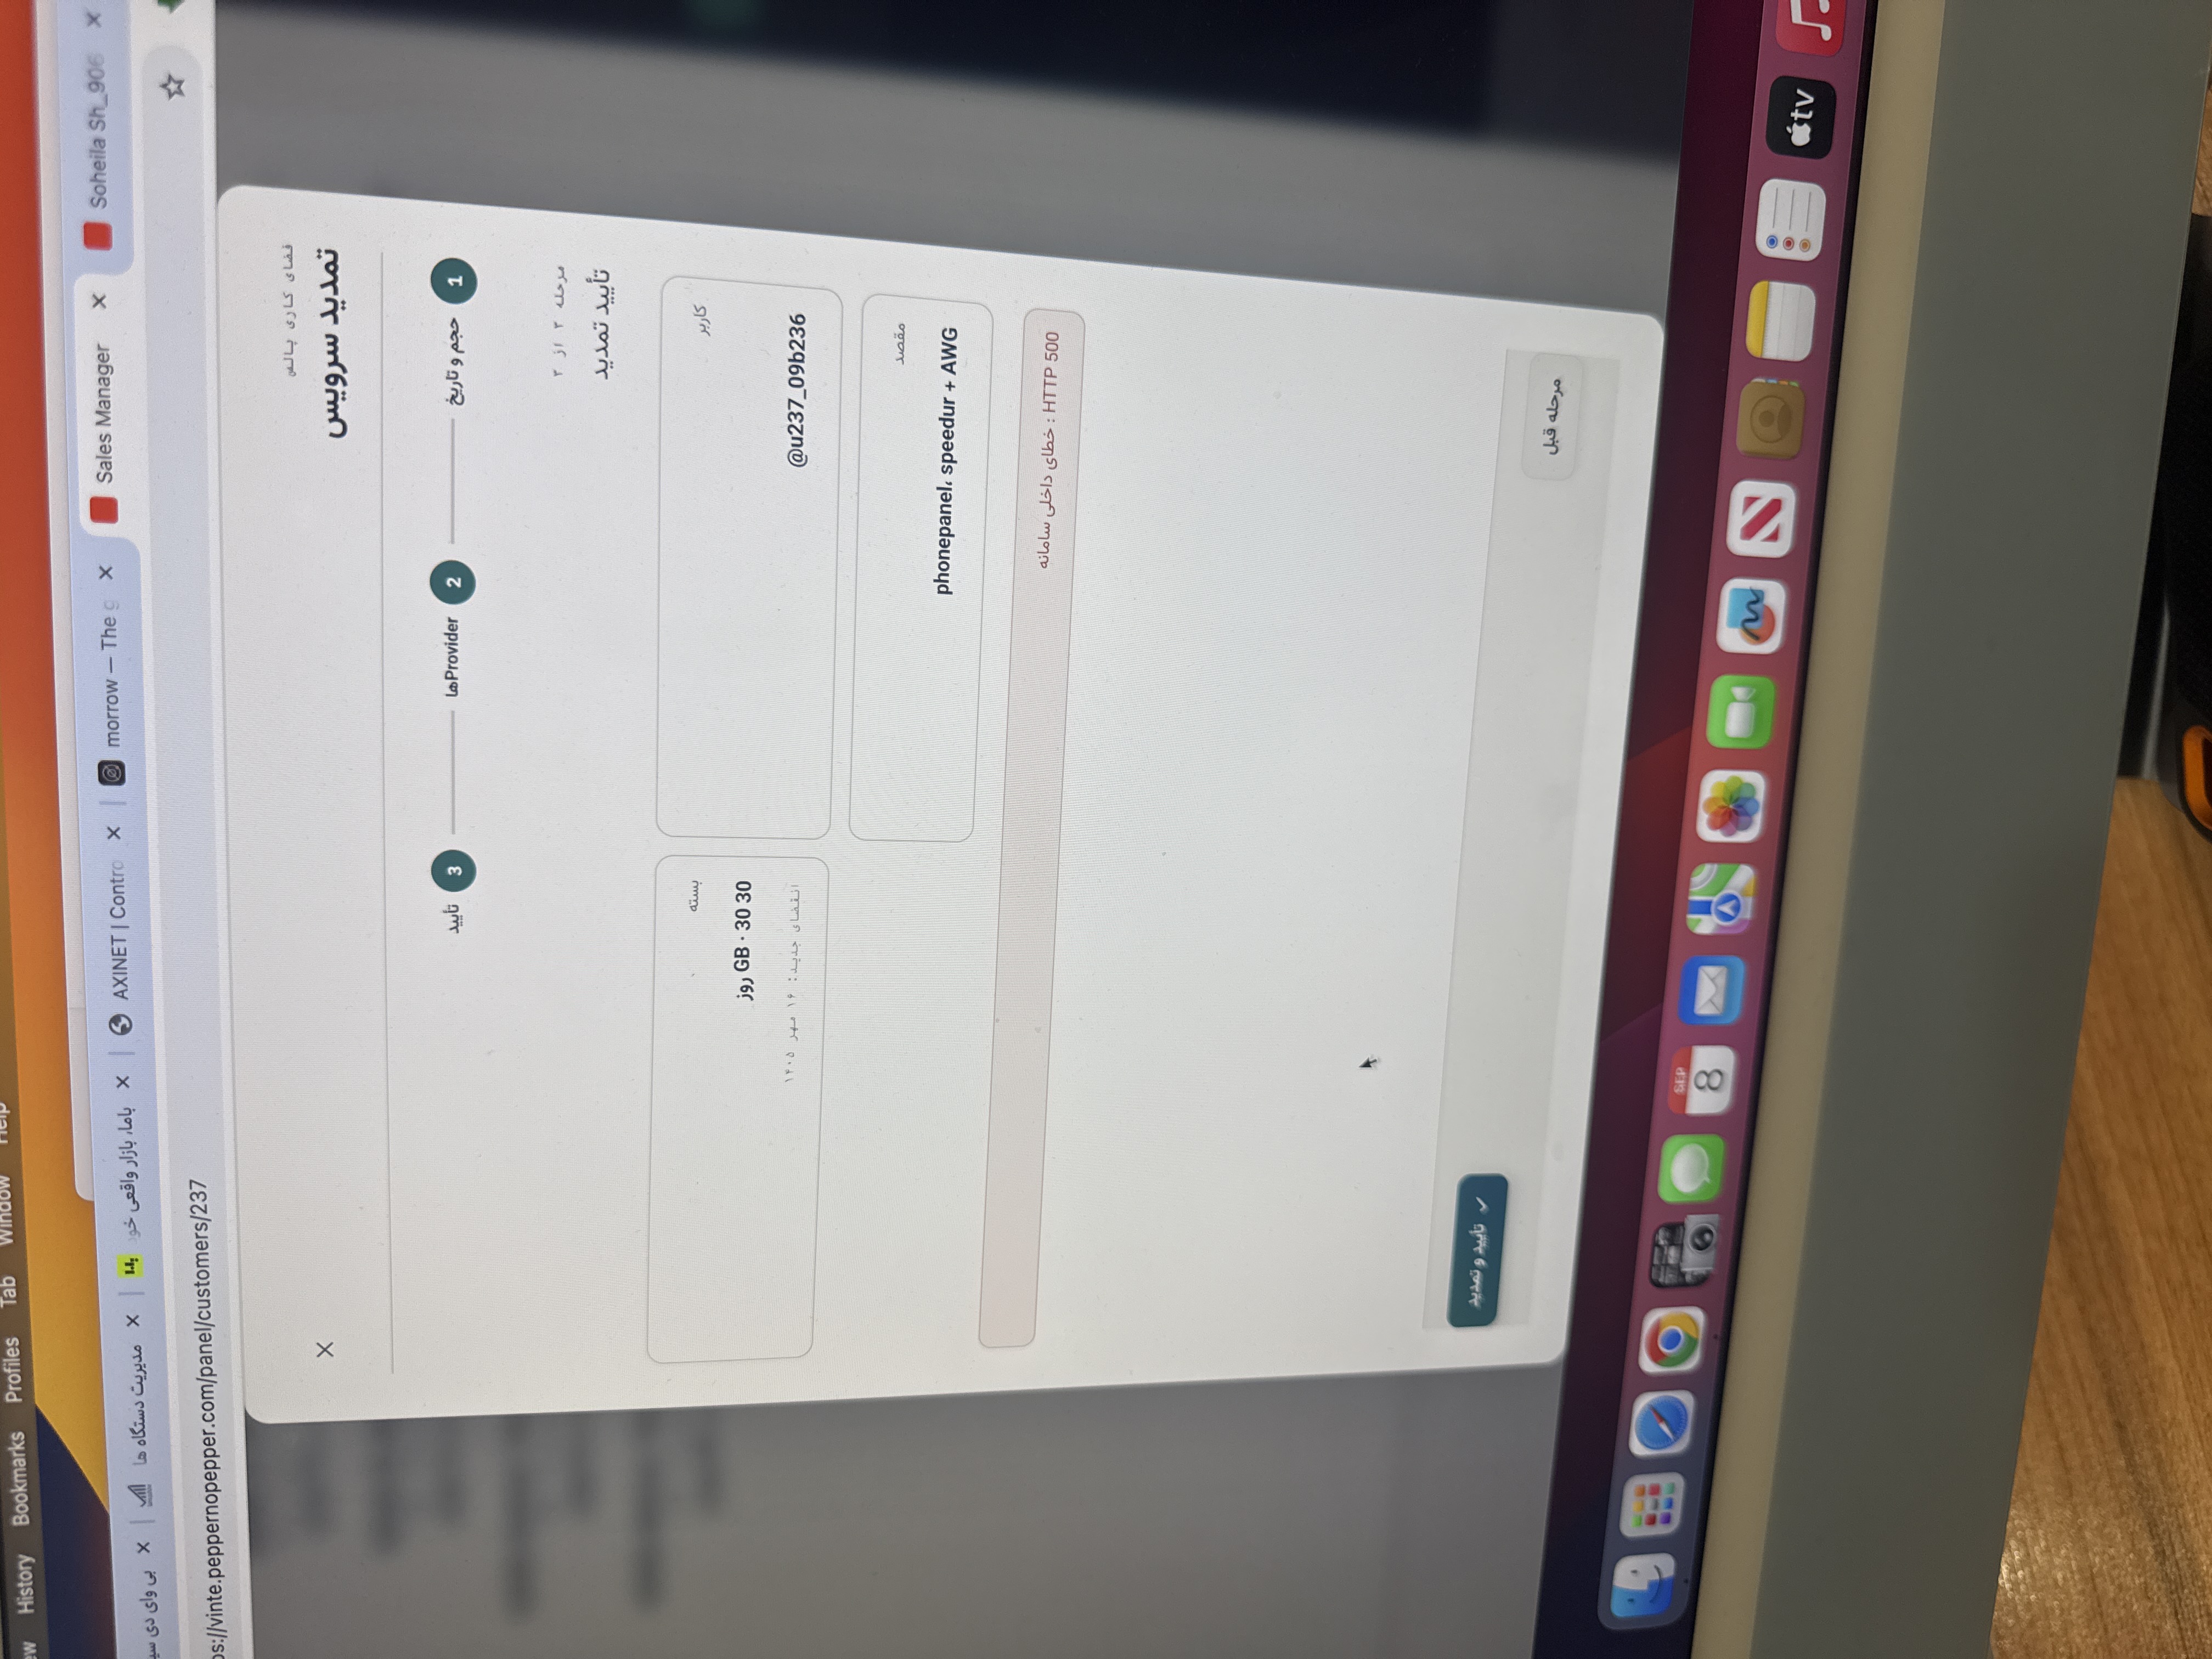 History Bookmarks Profiles Tab Window Help
بی وای دی
مدیریت دستگاه ها
باما، بازار واقعی خود
AXINET | Contro
morrow — The g
Sales Manager
Soheila Sh_906
os://vinte.peppernopepper.com/panel/customers/237
فضای کاری پالس
تمدید سرویس
1 حجم و تاریخ
2 Providerها
3 تأیید
مرحله ۳ از ۳
تأیید تمدید
کاربر
@u237_09b236
بسته
30 GB · 30 روز
انقضای جدید: ۱۶ مهر ۱۴۰۵
مقصد
phonepanel، speedur + AWG
HTTP 500 : خطای داخلی سامانه
تأیید و تمدید
مرحله قبل
SEP
8
tv